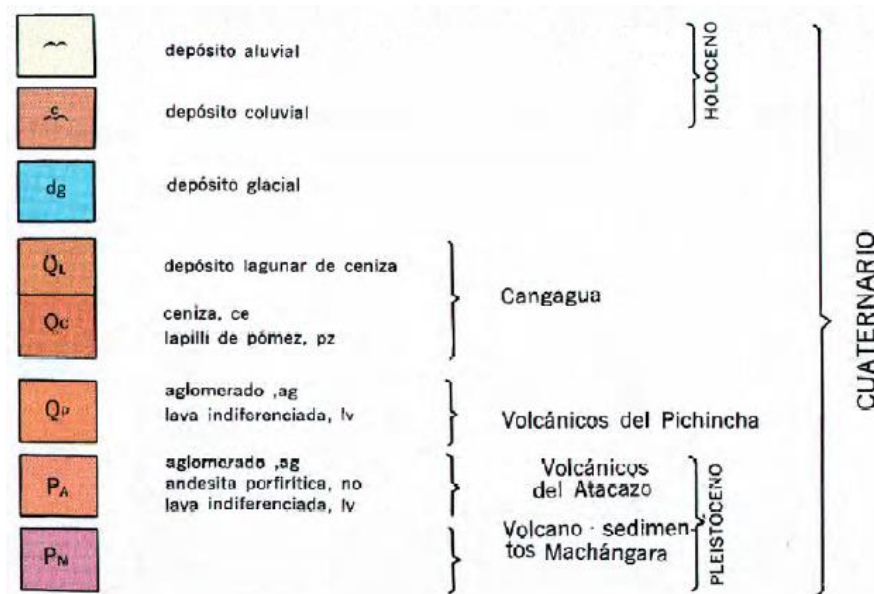 depósito aluvial
HOLOCENO
c
depósito coluvial
dg
depósito glacial
QL
depósito lagunar de ceniza
Cangagua
Qc
ceniza, ce
lapilli de pómez, pz
CUATERNARIO
Qp
aglomerado ,ag
lava indiferenciada, lv
Volcánicos del Pichincha
PA
aglomerado ,ag
andesita porfirítica, no
lava indiferenciada, lv
Volcánicos
del Atacazo
PLEISTOCENO
PM
Volcano - sedimen-
tos Machángara